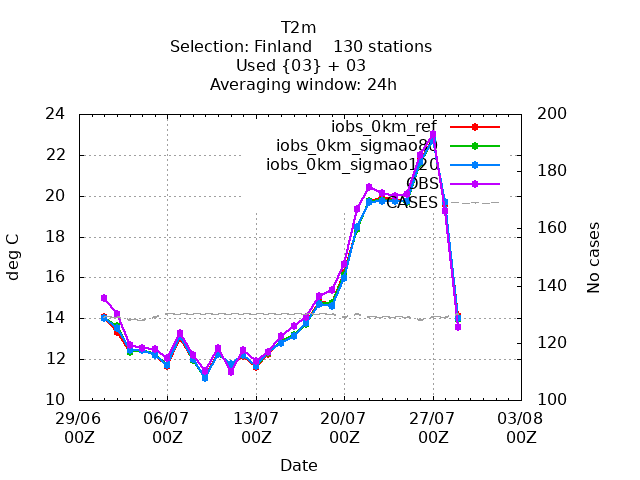 T2m
Selection: Finland 130 stations
Used {03} + 03
Averaging window: 24h
24
22
20
18
16
14
12
10
200
180
160
140
120
100
deg C
No cases
iobs_0km_ref
iobs_0km_sigmao80
iobs_0km_sigmao120
OBS
CASES
29/06 06/07 13/07 20/07 27/07 03/08
00Z 00Z 00Z 00Z 00Z 00Z
Date